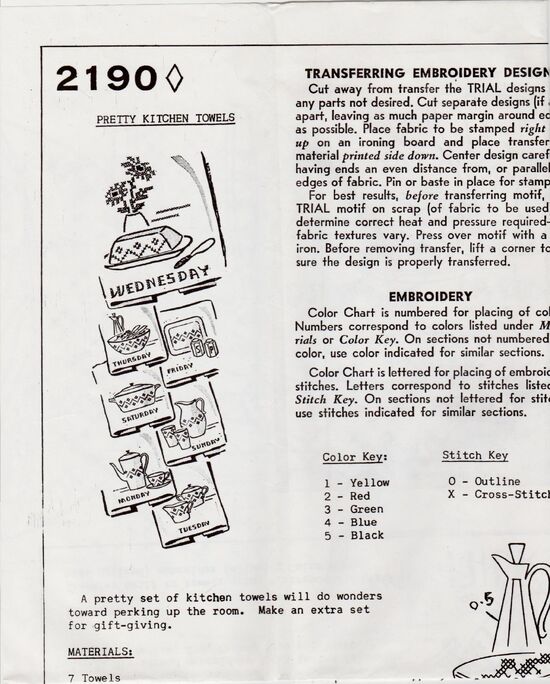 2190◊
PRETTY KITCHEN TOWELS
WEDNESDAY
THURSDAY
FRIDAY
SATURDAY
SUNDAY
MONDAY
TUESDAY
A pretty set of kitchen towels will do wonders
toward perking up the room. Make an extra set
for gift-giving.
MATERIALS:
7 Towels
TRANSFERRING EMBROIDERY DESIGN
Cut away from transfer the TRIAL designs
any parts not desired. Cut separate designs (if
apart, leaving as much paper margin around
as possible. Place fabric to be stamped right
up on an ironing board and place transfer
material printed side down. Center design
having ends an even distance from, or
edges of fabric. Pin or baste in place for
For best results, before transferring motif,
TRIAL motif on scrap (of fabric to be used
determine correct heat and pressure required-
fabric textures vary. Press over motif with a
iron. Before removing transfer, lift a corner
sure the design is properly transferred.
EMBROIDERY
Color Chart is numbered for placing of
Numbers correspond to colors listed under
rials or Color Key. On sections not numbered
color, use color indicated for similar sections.
Color Chart is lettered for placing of
stitches. Letters correspond to stitches
Stitch Key. On sections not lettered for
use stitches indicated for similar sections.
Color Key:
1 - Yellow
2 - Red
3 - Green
4 - Blue
5 - Black
Stitch Key
O - Outline
X - Cross-Stitch
0.5